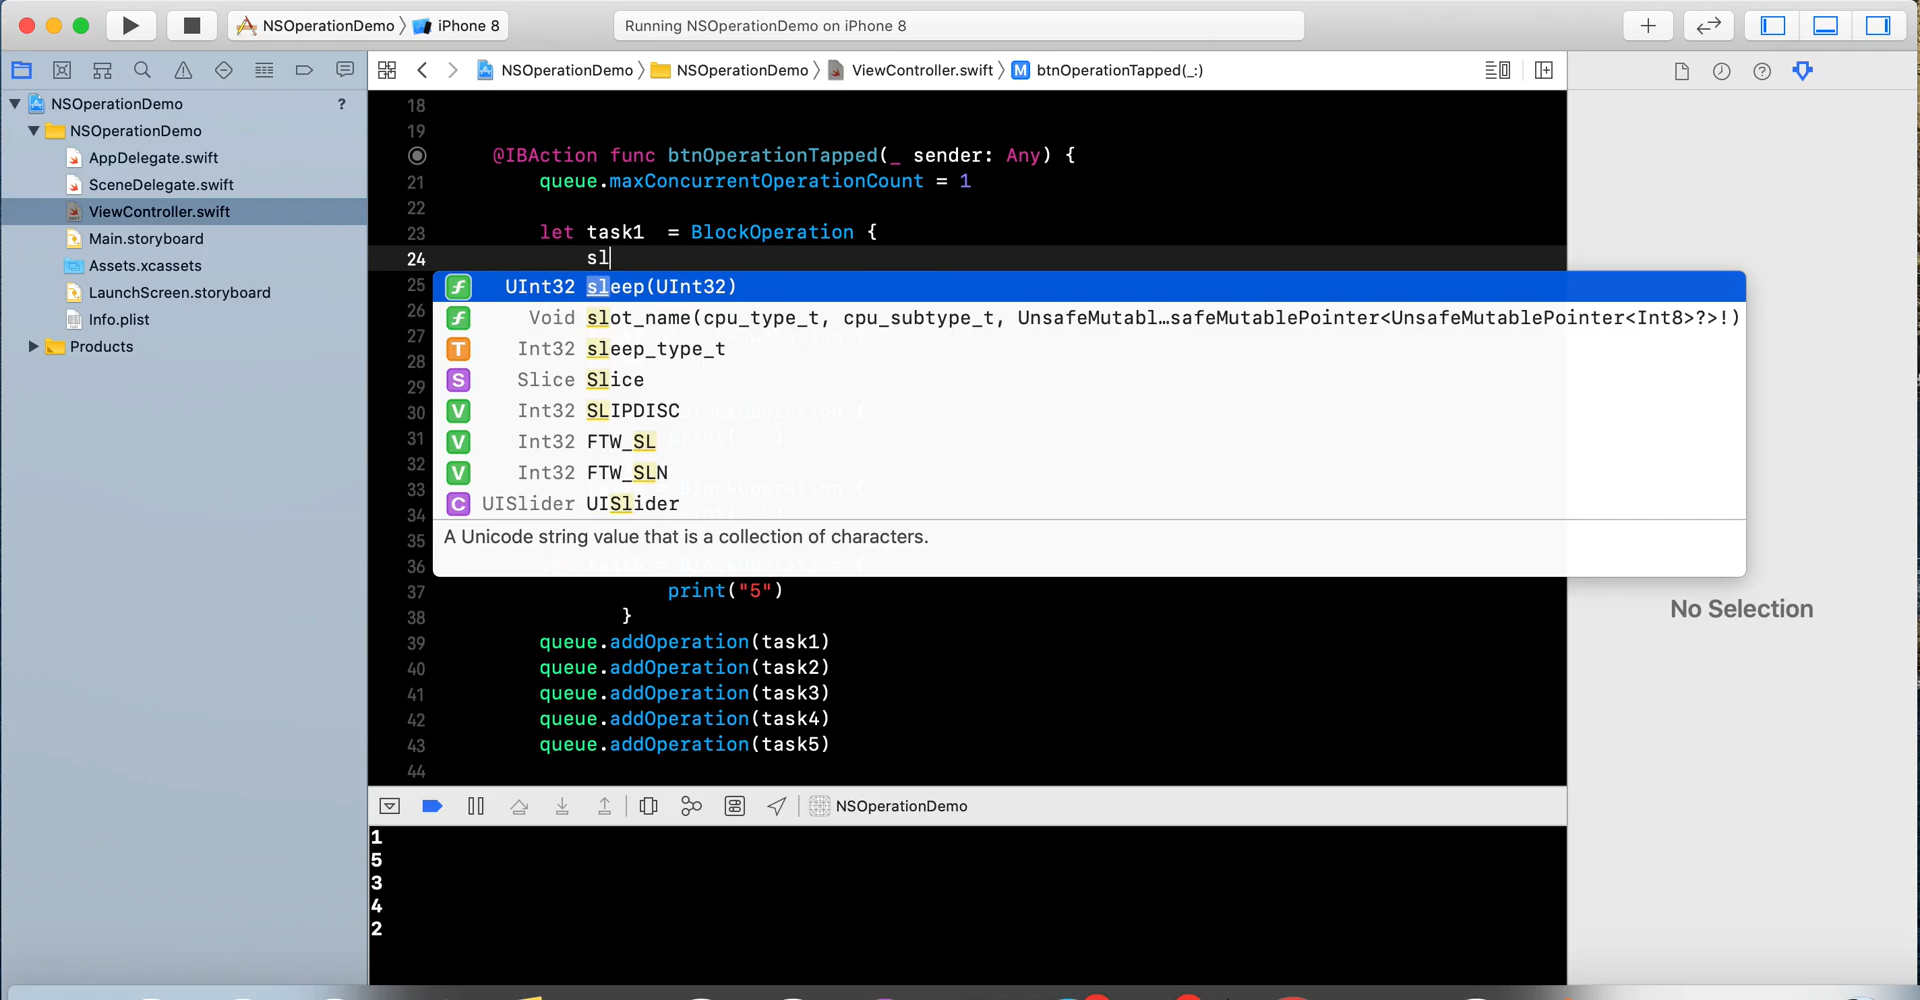 NSOperationDemo > iPhone 8
Running NSOperationDemo on iPhone 8
NSOperationDemo > NSOperationDemo > ViewController.swift > M btnOperationTapped(_:)
NSOperationDemo ?
NSOperationDemo
AppDelegate.swift
SceneDelegate.swift
ViewController.swift
Main.storyboard
Assets.xcassets
LaunchScreen.storyboard
Info.plist
Products
18
19
@IBAction func btnOperationTapped(_ sender: Any) {
21 queue.maxConcurrentOperationCount = 1
22
23 let task1  = BlockOperation {
24 sl
25
26
27
28
29
30
31
32
33
34
35
36
f UInt32 sleep(UInt32)
f Void slot_name(cpu_type_t, cpu_subtype_t, UnsafeMutabl…safeMutablePointer<UnsafeMutablePointer<Int8>?>!)
T Int32 sleep_type_t
S Slice Slice
V Int32 SLIPDISC
V Int32 FTW_SL
V Int32 FTW_SLN
C UISlider UISlider
A Unicode string value that is a collection of characters.
37 print("5")
38 }
39 queue.addOperation(task1)
40 queue.addOperation(task2)
41 queue.addOperation(task3)
42 queue.addOperation(task4)
43 queue.addOperation(task5)
44
NSOperationDemo
1
5
3
4
2
No Selection